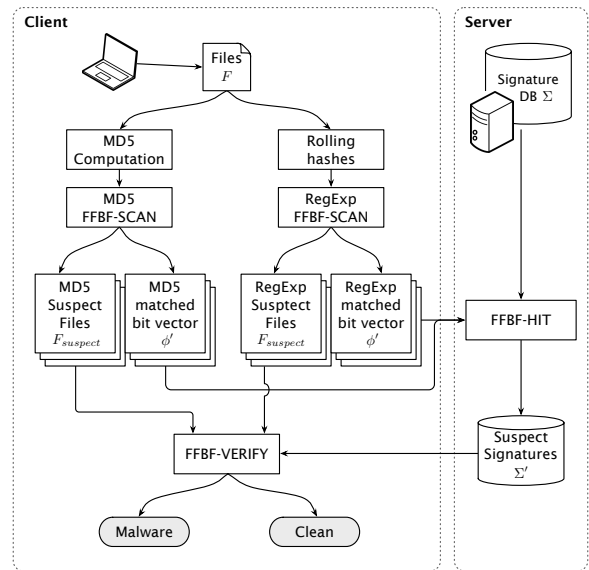 Client
Server
Files
F
Signature
DB Σ
MD5
Computation
Rolling
hashes
MD5
FFBF-SCAN
RegExp
FFBF-SCAN
MD5
Suspect
Files
F_suspect
MD5
matched
bit vector
ϕ′
RegExp
Susptect
Files
F_suspect
RegExp
matched
bit vector
ϕ′
FFBF-HIT
Suspect
Signatures
Σ′
FFBF-VERIFY
Malware
Clean